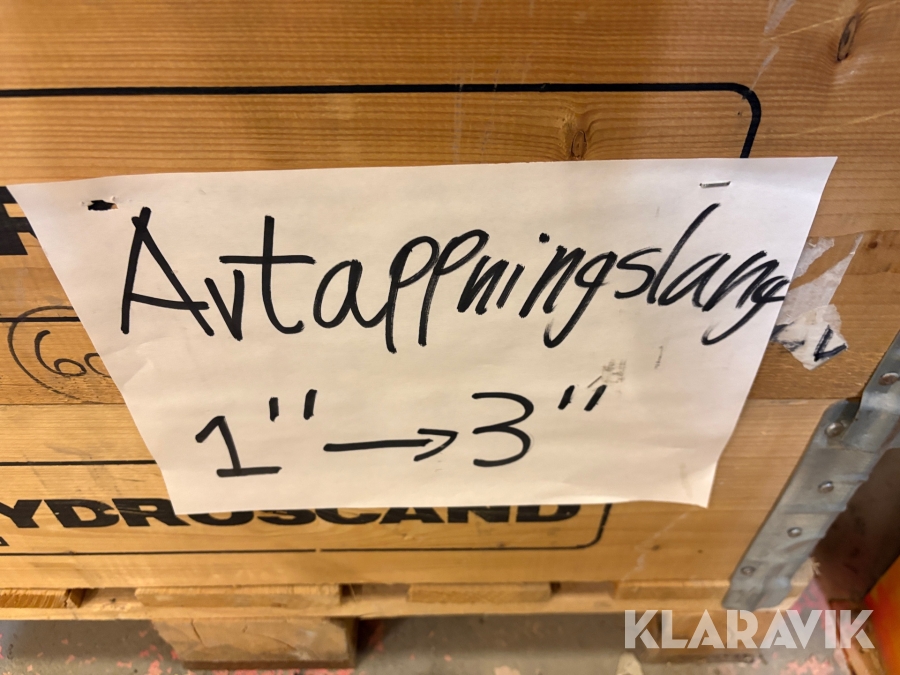 Avtappningslang
1" → 3"
HYDROSCAND
KLARAVIK